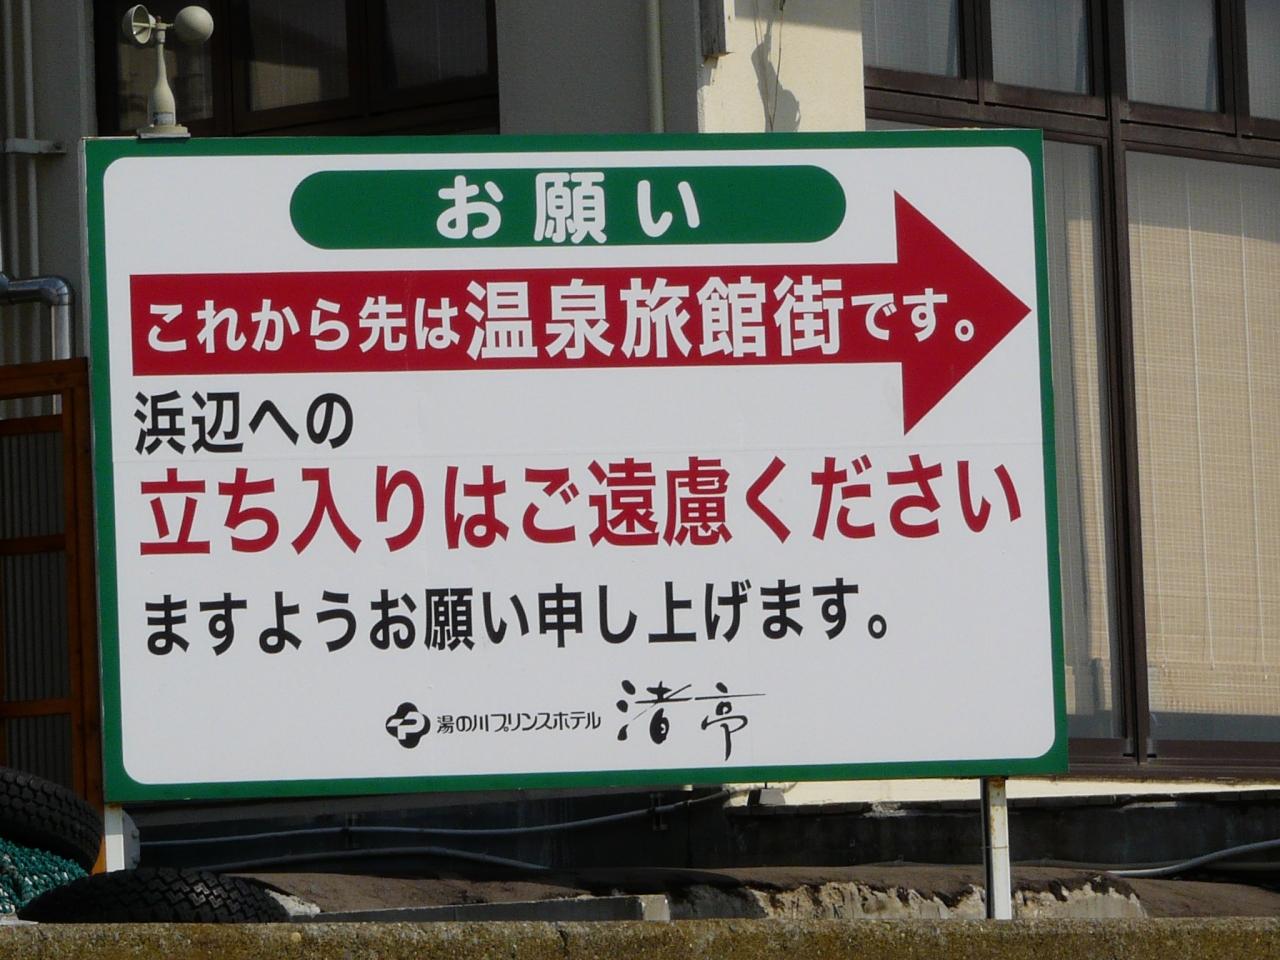 お願い
これから先は温泉旅館街です。
浜辺への
立ち入りはご遠慮ください
ますようお願い申し上げます。
湯の川プリンスホテル 渚亭